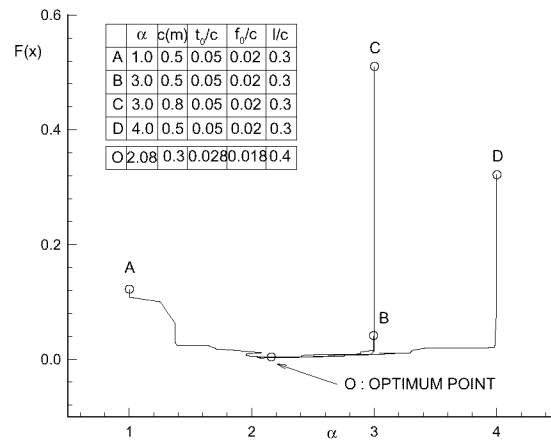 0.6
F(x)
α c(m) t₀/c f₀/c l/c
A 1.0 0.5 0.05 0.02 0.3
B 3.0 0.5 0.05 0.02 0.3
C 3.0 0.8 0.05 0.02 0.3
D 4.0 0.5 0.05 0.02 0.3
O 2.08 0.3 0.028 0.018 0.4
C
0.4
D
0.2
A
B
0.0
O : OPTIMUM POINT
1 2 3 4
α